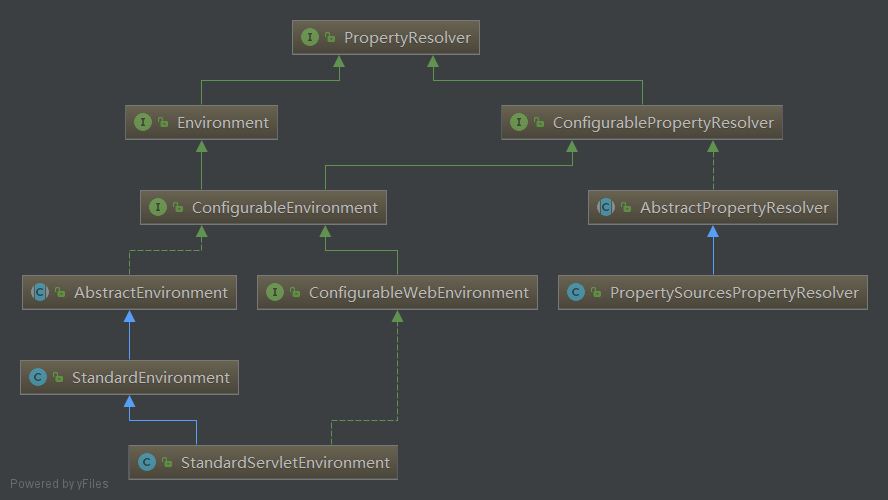 PropertyResolver
Environment
ConfigurablePropertyResolver
ConfigurableEnvironment
AbstractPropertyResolver
AbstractEnvironment
ConfigurableWebEnvironment
PropertySourcesPropertyResolver
StandardEnvironment
StandardServletEnvironment
Powered by yFiles